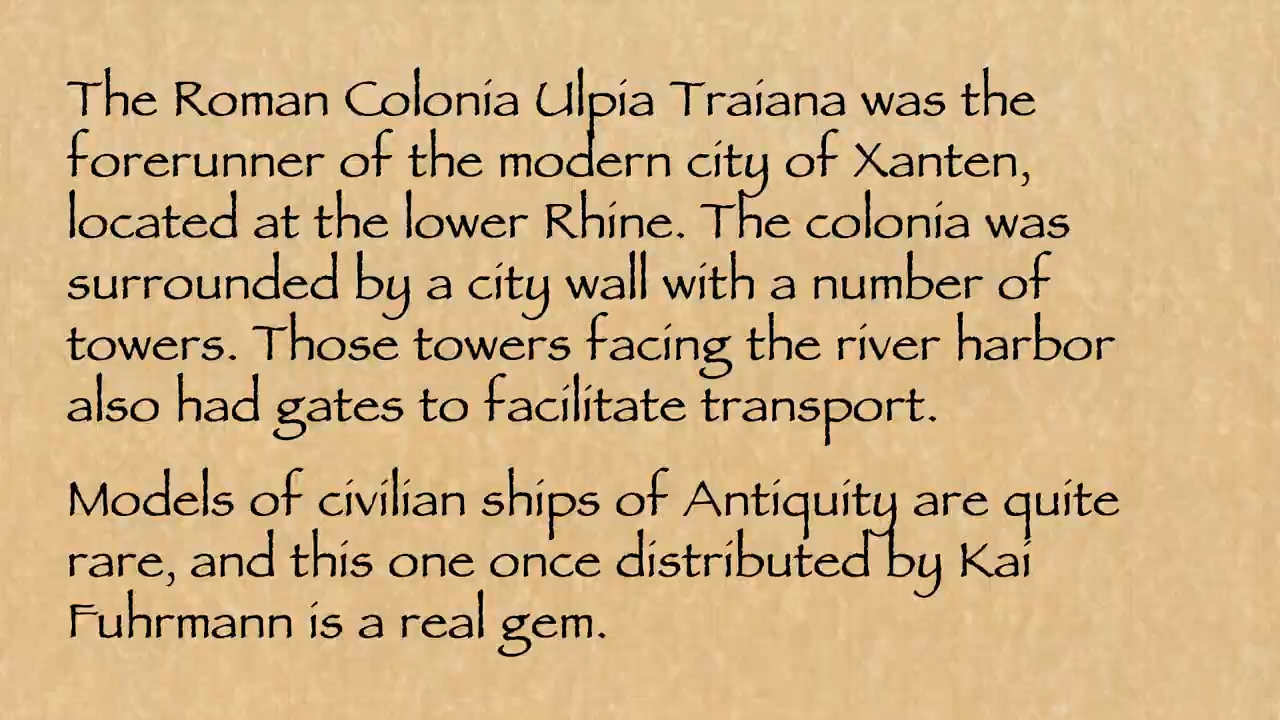 The Roman Colonia Ulpia Traiana was the
forerunner of the modern city of Xanten,
located at the lower Rhine. The colonia was
surrounded by a city wall with a number of
towers. Those towers facing the river harbor
also had gates to facilitate transport.
Models of civilian ships of Antiquity are quite
rare, and this one once distributed by Kai
Fuhrmann is a real gem.